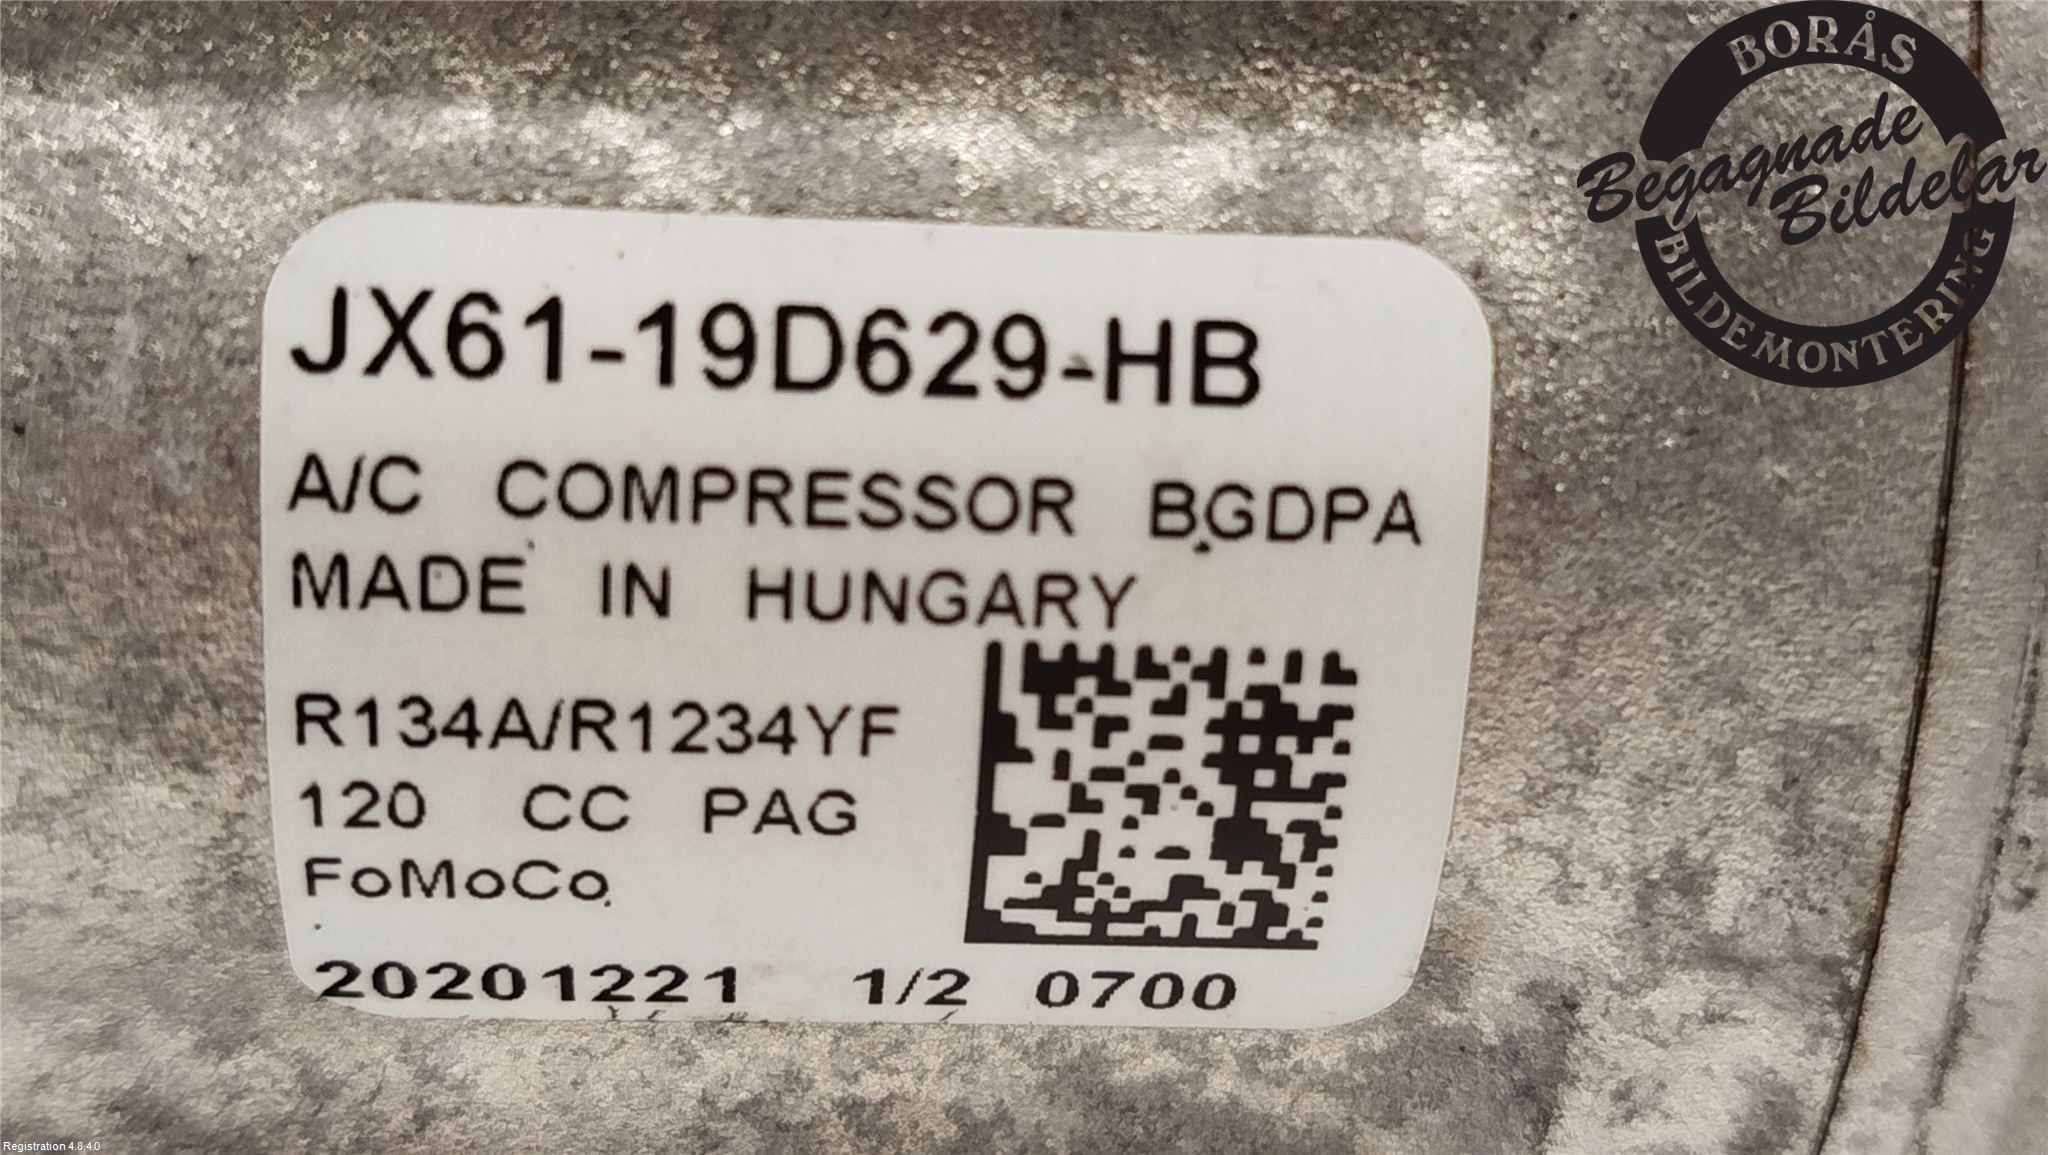 BORÅS
Begagnade
Bildelar
BILDEMONTERING
JX61-19D629-HB
A/C COMPRESSOR BGDPA
MADE IN HUNGARY
R134A/R1234YF
120 CC PAG
FoMoCo
20201221 1/2 0700
Registration 4.8.4.0